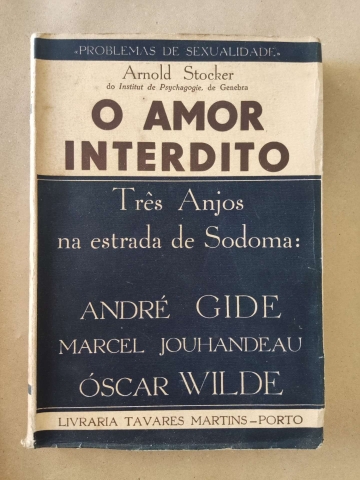 «PROBLEMAS DE SEXUALIDADE»
Arnold Stocker
do Institut de Psychagogie, de Genebra
O AMOR
INTERDITO
Três Anjos
na estrada de Sodoma:
ANDRÉ GIDE
MARCEL JOUHANDEAU
ÓSCAR WILDE
LIVRARIA TAVARES MARTINS–PORTO